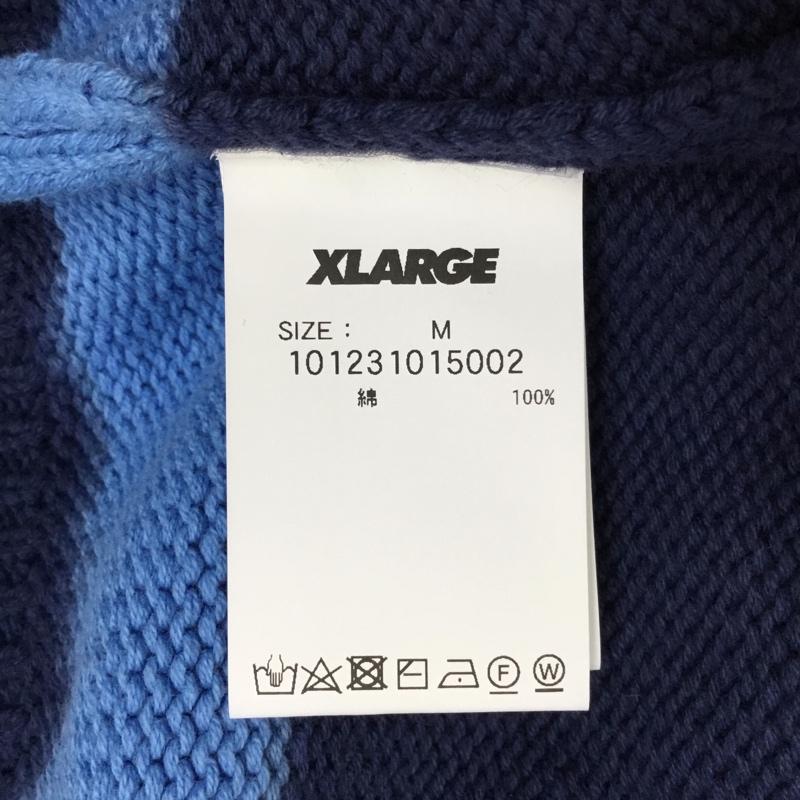 XLARGE
SIZE : M
101231015002
綿 100%
F W